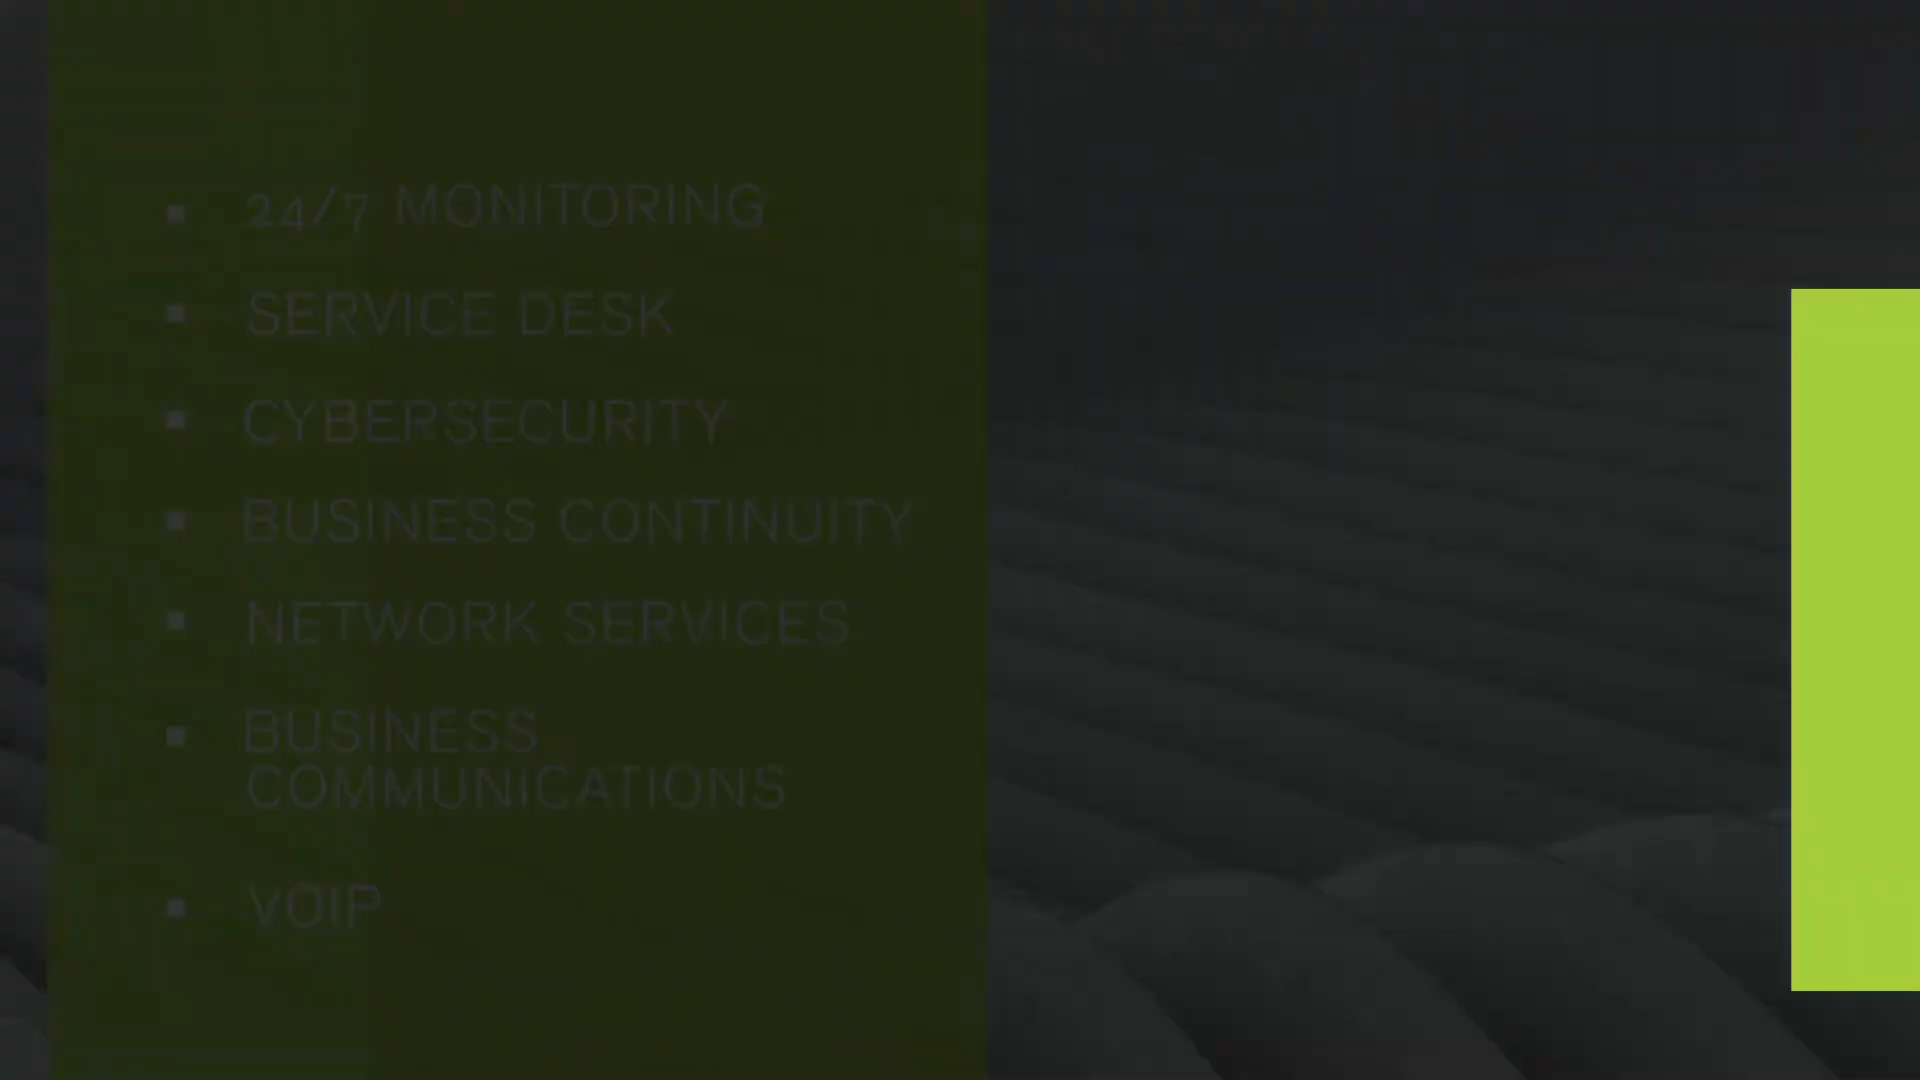 24/7 MONITORING
SERVICE DESK
CYBERSECURITY
BUSINESS CONTINUITY
NETWORK SERVICES
BUSINESS
COMMUNICATIONS
VOIP